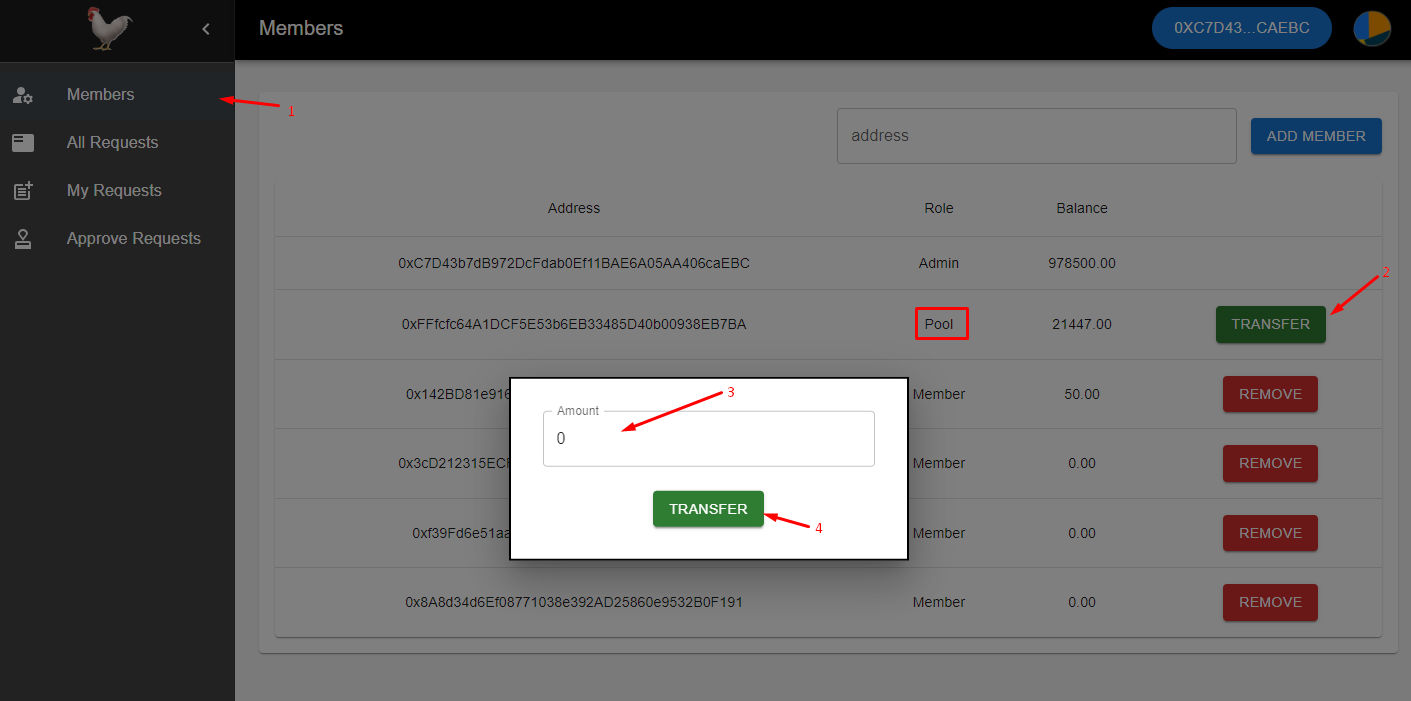 Members
0XC7D43...CAEBC
Members
1
All Requests
My Requests
Approve Requests
address
ADD MEMBER
Address Role Balance
0xC7D43b7dB972DcFdab0Ef11BAE6A05AA406caEBC Admin 978500.00
2
0xFFfcfc64A1DCF5E53b6EB33485D40b00938EB7BA Pool 21447.00 TRANSFER
0x142BD81e916 Member 50.00 REMOVE
3
Amount
0
0x3cD212315EC Member 0.00 REMOVE
TRANSFER
4
0xf39Fd6e51aa Member 0.00 REMOVE
0x8A8d34d6Ef08771038e392AD25860e9532B0F191 Member 0.00 REMOVE